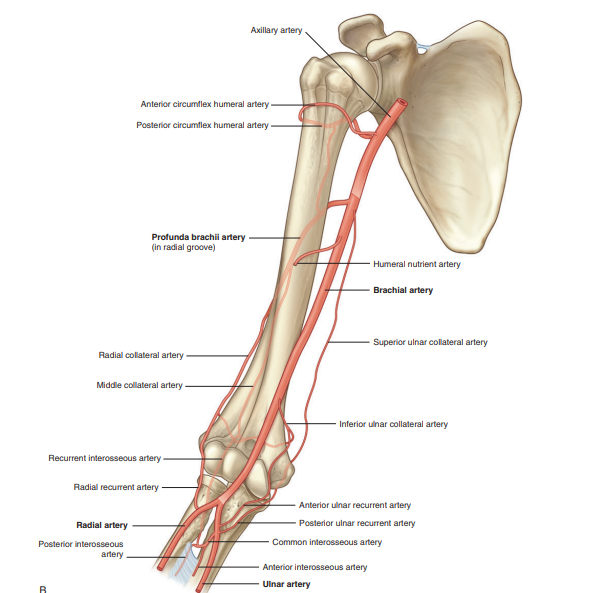 Axillary artery
Anterior circumflex humeral artery
Posterior circumflex humeral artery
Profunda brachii artery
(in radial groove)
Humeral nutrient artery
Brachial artery
Superior ulnar collateral artery
Radial collateral artery
Middle collateral artery
Inferior ulnar collateral artery
Recurrent interosseous artery
Radial recurrent artery
Anterior ulnar recurrent artery
Radial artery
Posterior ulnar recurrent artery
Posterior interosseous
artery
Common interosseous artery
Anterior interosseous artery
Ulnar artery
B